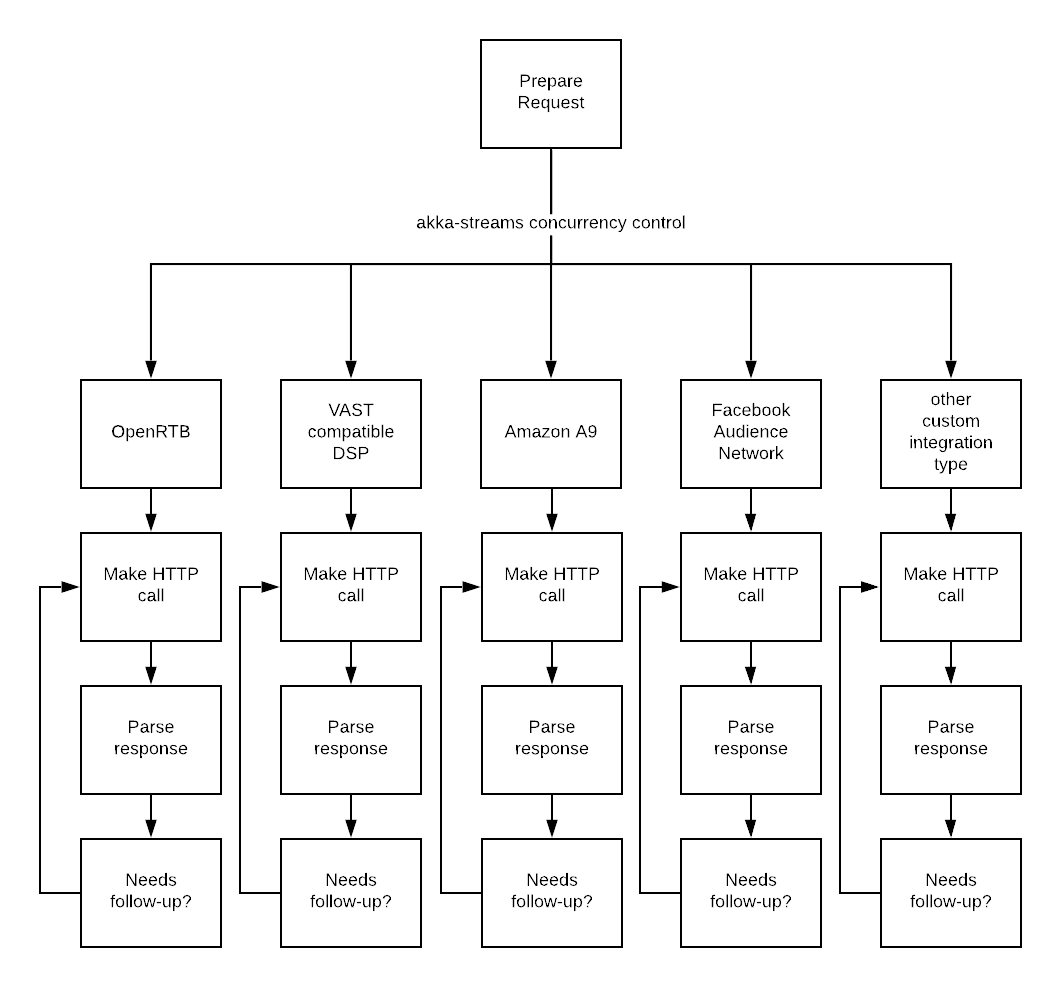 Prepare
Request
akka-streams concurrency control
OpenRTB
VAST
compatible
DSP
Amazon A9
Facebook
Audience
Network
other
custom
integration
type
Make HTTP
call
Make HTTP
call
Make HTTP
call
Make HTTP
call
Make HTTP
call
Parse
response
Parse
response
Parse
response
Parse
response
Parse
response
Needs
follow-up?
Needs
follow-up?
Needs
follow-up?
Needs
follow-up?
Needs
follow-up?